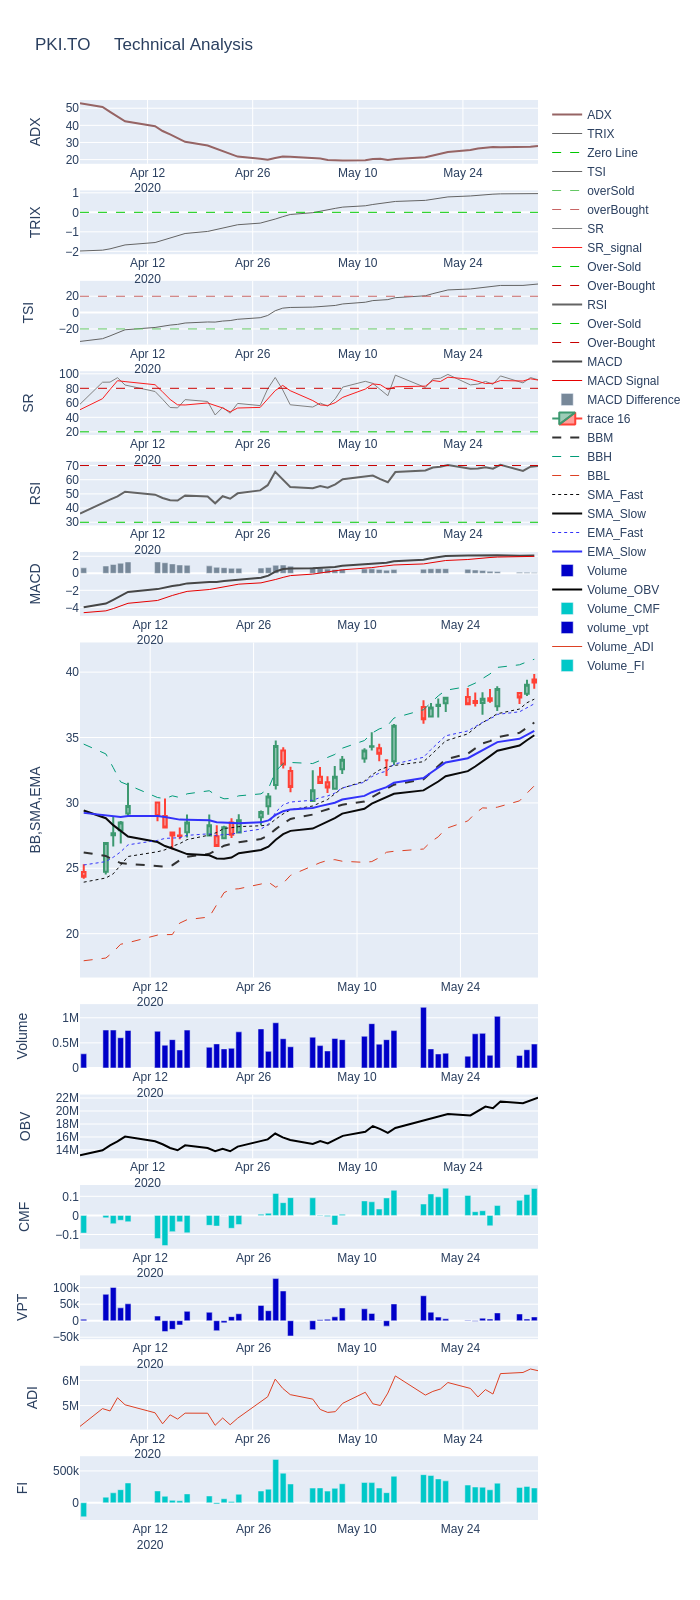 PKI.TO Technical Analysis
ADX
50
40
30
20
Apr 12
2020
Apr 26
May 10
May 24
TRIX
1
0
−1
−2
Apr 12
2020
Apr 26
May 10
May 24
TSI
20
0
−20
Apr 12
2020
Apr 26
May 10
May 24
SR
100
80
60
40
20
Apr 12
2020
Apr 26
May 10
May 24
RSI
70
60
50
40
30
Apr 12
2020
Apr 26
May 10
May 24
MACD
2
0
−2
−4
Apr 12
2020
Apr 26
May 10
May 24
BB,SMA,EMA
40
35
30
25
20
Apr 12
2020
Apr 26
May 10
May 24
Volume
1M
0.5M
0
Apr 12
2020
Apr 26
May 10
May 24
OBV
22M
20M
18M
16M
14M
Apr 12
2020
Apr 26
May 10
May 24
CMF
0.1
0
−0.1
Apr 12
2020
Apr 26
May 10
May 24
VPT
100k
50k
0
−50k
Apr 12
2020
Apr 26
May 10
May 24
ADI
6M
5M
Apr 12
2020
Apr 26
May 10
May 24
FI
500k
0
Apr 12
2020
Apr 26
May 10
May 24
ADX
TRIX
Zero Line
TSI
overSold
overBought
SR
SR_signal
Over-Sold
Over-Bought
RSI
Over-Sold
Over-Bought
MACD
MACD Signal
MACD Difference
trace 16
BBM
BBH
BBL
SMA_Fast
SMA_Slow
EMA_Fast
EMA_Slow
Volume
Volume_OBV
Volume_CMF
volume_vpt
Volume_ADI
Volume_FI